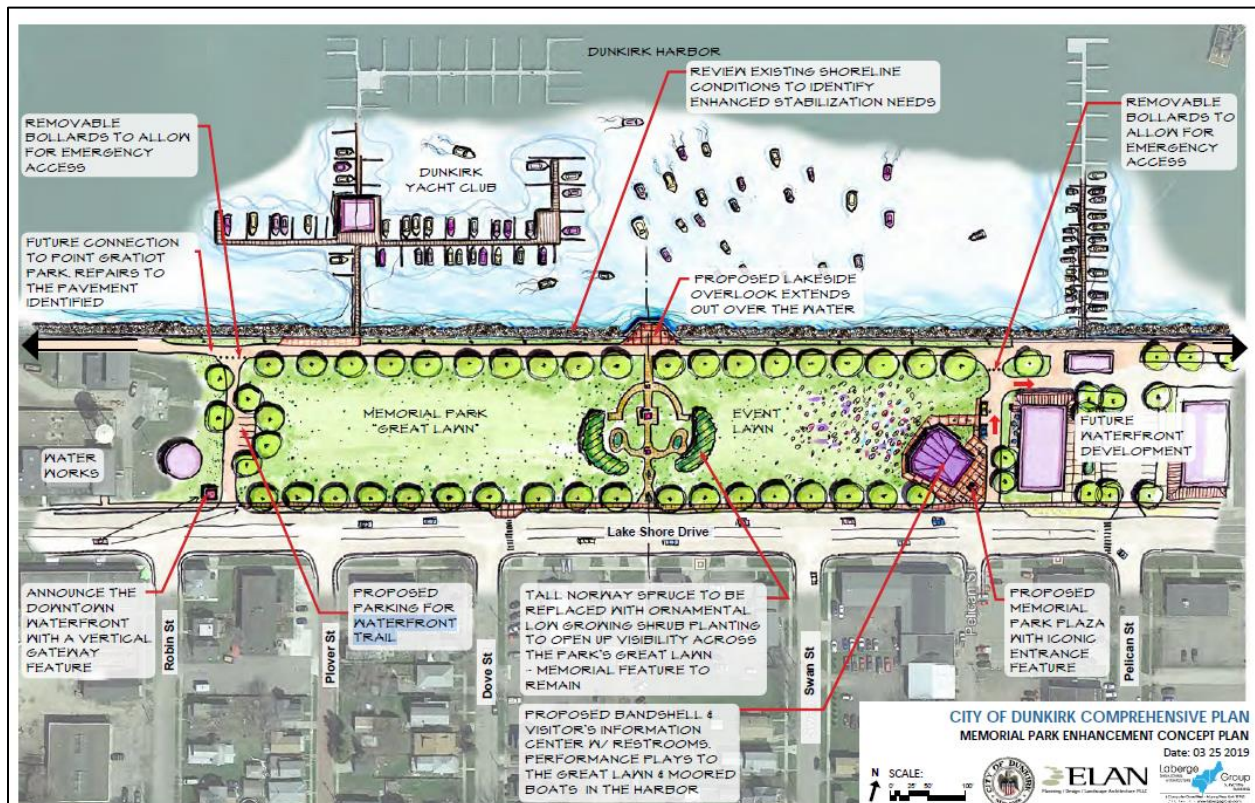 DUNKIRK HARBOR
REVIEW EXISTING SHORELINE
CONDITIONS TO IDENTIFY
ENHANCED STABILIZATION NEEDS
REMOVABLE
BOLLARDS TO ALLOW
FOR EMERGENCY
ACCESS
DUNKIRK
YACHT CLUB
REMOVABLE
BOLLARDS TO
ALLOW FOR
EMERGENCY
ACCESS
FUTURE CONNECTION
TO POINT GRATIOT
PARK. REPAIRS TO
THE PAVEMENT
IDENTIFIED
PROPOSED LAKESIDE
OVERLOOK EXTENDS
OUT OVER THE WATER
MEMORIAL PARK
"GREAT LAWN"
EVENT
LAWN
FUTURE
WATERFRONT
DEVELOPMENT
WATER
WORKS
Lake Shore Drive
ANNOUNCE THE
DOWNTOWN
WATERFRONT
WITH A VERTICAL
GATEWAY
FEATURE
Robin St
PROPOSED
PARKING FOR
WATERFRONT
TRAIL
Plover St
Dove St
TALL NORWAY SPRUCE TO BE
REPLACED WITH ORNAMENTAL
LOW GROWING SHRUB PLANTING
TO OPEN UP VISIBILITY ACROSS
THE PARK'S GREAT LAWN
- MEMORIAL FEATURE TO
REMAIN
Swan St
Pelican St
PROPOSED
MEMORIAL
PARK PLAZA
WITH ICONIC
ENTRANCE
FEATURE
Pelican St
PROPOSED BANDSHELL &
VISITOR'S INFORMATION
CENTER W/ RESTROOMS.
PERFORMANCE PLAYS TO
THE GREAT LAWN & MOORED
BOATS IN THE HARBOR
CITY OF DUNKIRK COMPREHENSIVE PLAN
MEMORIAL PARK ENHANCEMENT CONCEPT PLAN
Date: 03 25 2019
N SCALE:
0' 25' 50' 100'
CITY OF DUNKIRK
ELAN
Planning / Design / Landscape Architecture PLLC
Laberge
Group